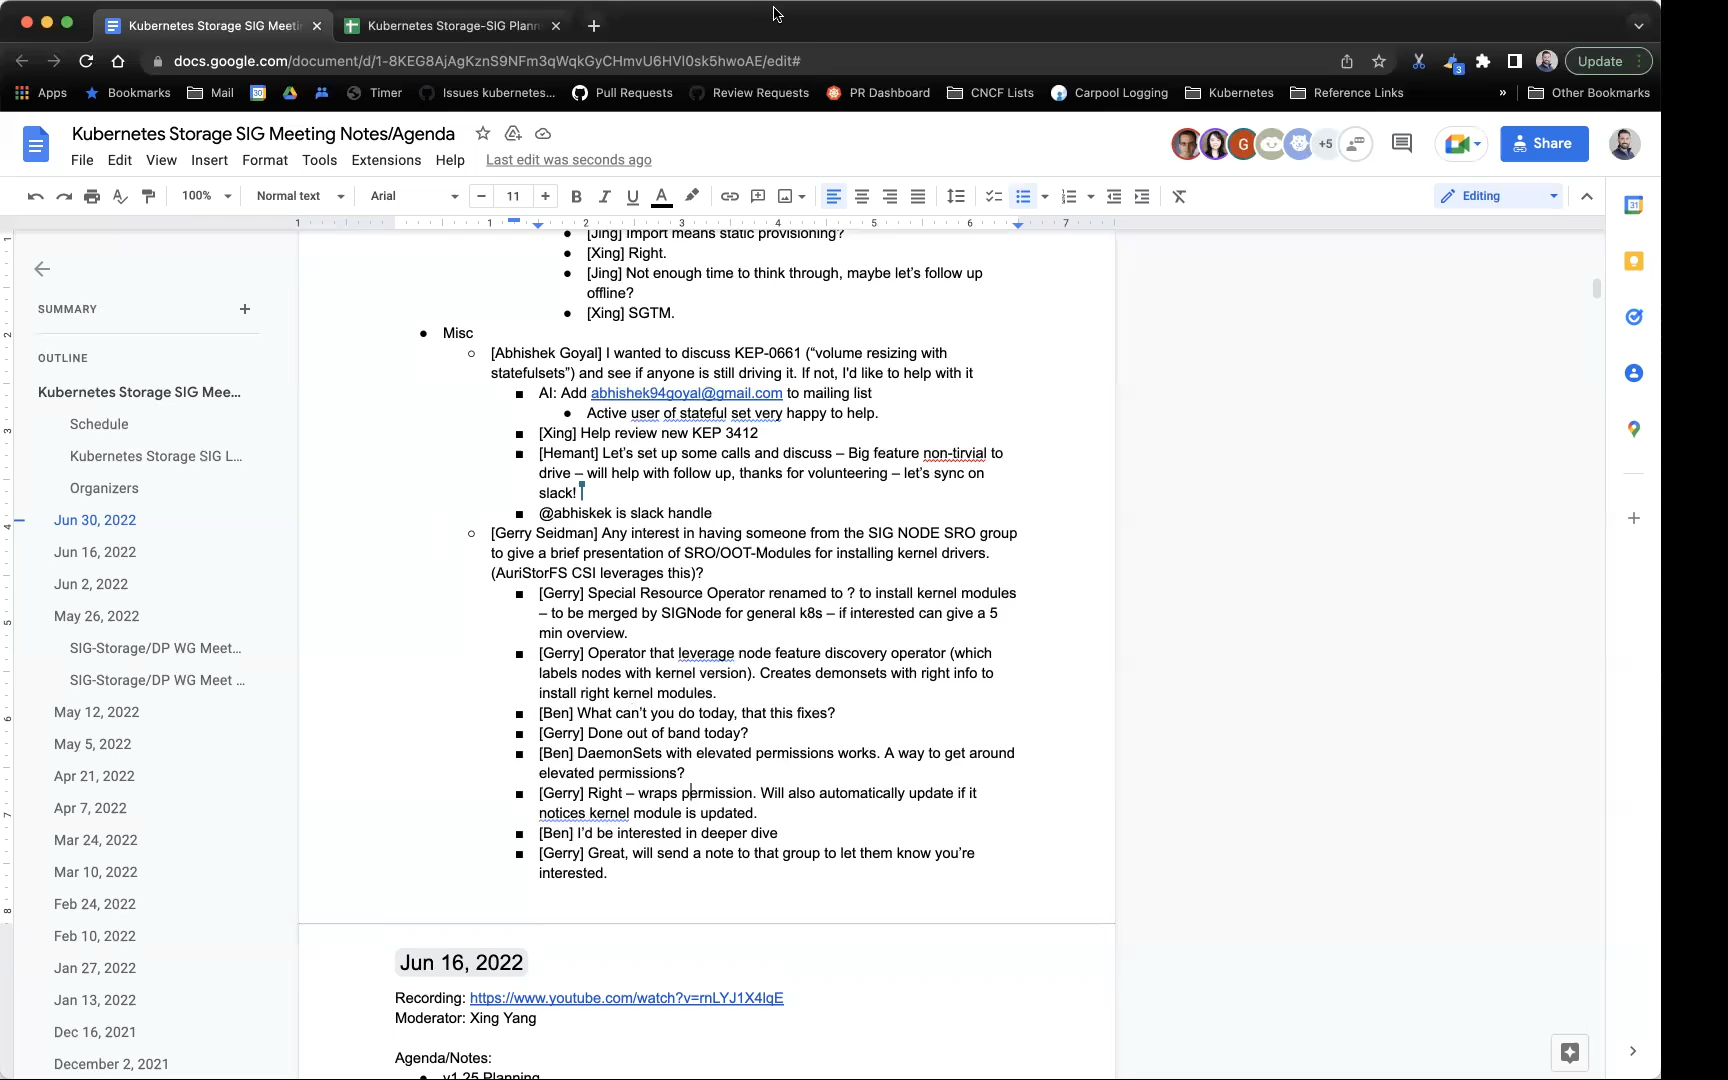 Kubernetes Storage SIG Meeti
Kubernetes Storage-SIG Plann
docs.google.com/document/d/1-8KEG8AjAgKznS9NFm3qWqkGyCHmvU6HVl0sk5hwoAE/edit#
Update
Apps
Bookmarks
Mail
30
Timer
Issues kubernetes...
Pull Requests
Review Requests
PR Dashboard
CNCF Lists
Carpool Logging
Kubernetes
Reference Links
»
Other Bookmarks
Kubernetes Storage SIG Meeting Notes/Agenda
File Edit View Insert Format Tools Extensions Help Last edit was seconds ago
G
+5
Share
100% Normal text Arial 11 B I U A Editing
1 1 2 3 4 5 6 7
SUMMARY
OUTLINE
Kubernetes Storage SIG Mee...
Schedule
Kubernetes Storage SIG L...
Organizers
Jun 30, 2022
Jun 16, 2022
Jun 2, 2022
May 26, 2022
SIG-Storage/DP WG Meet...
SIG-Storage/DP WG Meet ...
May 12, 2022
May 5, 2022
Apr 21, 2022
Apr 7, 2022
Mar 24, 2022
Mar 10, 2022
Feb 24, 2022
Feb 10, 2022
Jan 27, 2022
Jan 13, 2022
Dec 16, 2021
December 2, 2021
● [Jing] Import means static provisioning?
● [Xing] Right.
● [Jing] Not enough time to think through, maybe let's follow up
offline?
● [Xing] SGTM.
● Misc
○ [Abhishek Goyal] I wanted to discuss KEP-0661 (“volume resizing with
statefulsets”) and see if anyone is still driving it. If not, I'd like to help with it
■ AI: Add abhishek94goyal@gmail.com to mailing list
● Active user of stateful set very happy to help.
■ [Xing] Help review new KEP 3412
■ [Hemant] Let's set up some calls and discuss – Big feature non-tirvial to
drive – will help with follow up, thanks for volunteering – let's sync on
slack!
■ @abhiskek is slack handle
○ [Gerry Seidman] Any interest in having someone from the SIG NODE SRO group
to give a brief presentation of SRO/OOT-Modules for installing kernel drivers.
(AuriStorFS CSI leverages this)?
■ [Gerry] Special Resource Operator renamed to ? to install kernel modules
– to be merged by SIGNode for general k8s – if interested can give a 5
min overview.
■ [Gerry] Operator that leverage node feature discovery operator (which
labels nodes with kernel version). Creates demonsets with right info to
install right kernel modules.
■ [Ben] What can't you do today, that this fixes?
■ [Gerry] Done out of band today?
■ [Ben] DaemonSets with elevated permissions works. A way to get around
elevated permissions?
■ [Gerry] Right – wraps permission. Will also automatically update if it
notices kernel module is updated.
■ [Ben] I'd be interested in deeper dive
■ [Gerry] Great, will send a note to that group to let them know you're
interested.
Jun 16, 2022
Recording: https://www.youtube.com/watch?v=rnLYJ1X4lqE
Moderator: Xing Yang
Agenda/Notes:
● v1.25 Planning